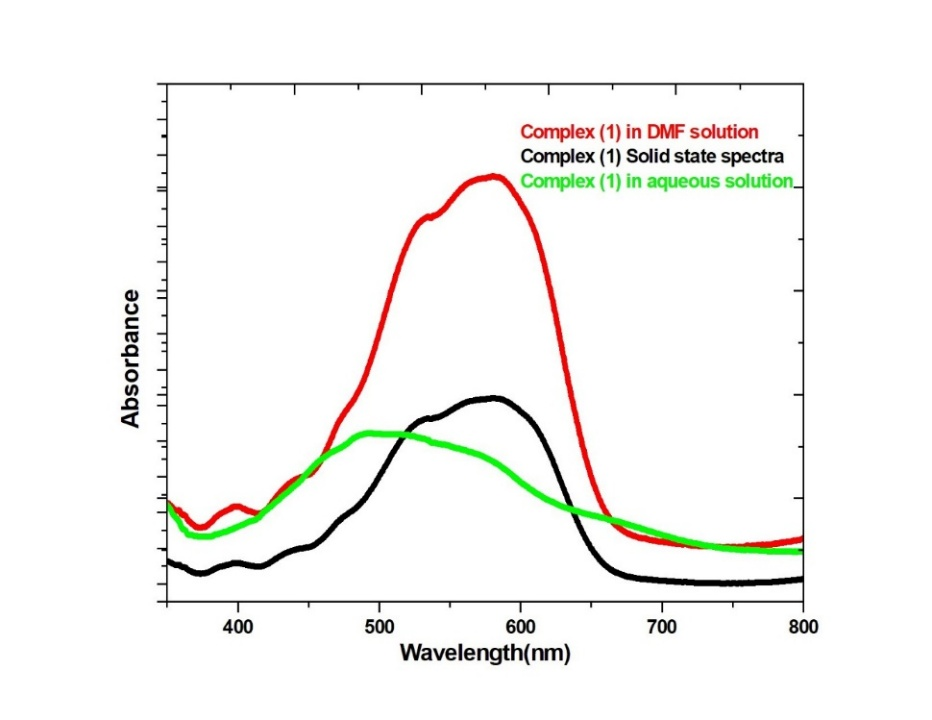 Complex (1) in DMF solution
Complex (1) Solid state spectra
Complex (1) in aqueous solution
Absorbance
400 500 600 700 800
Wavelength(nm)